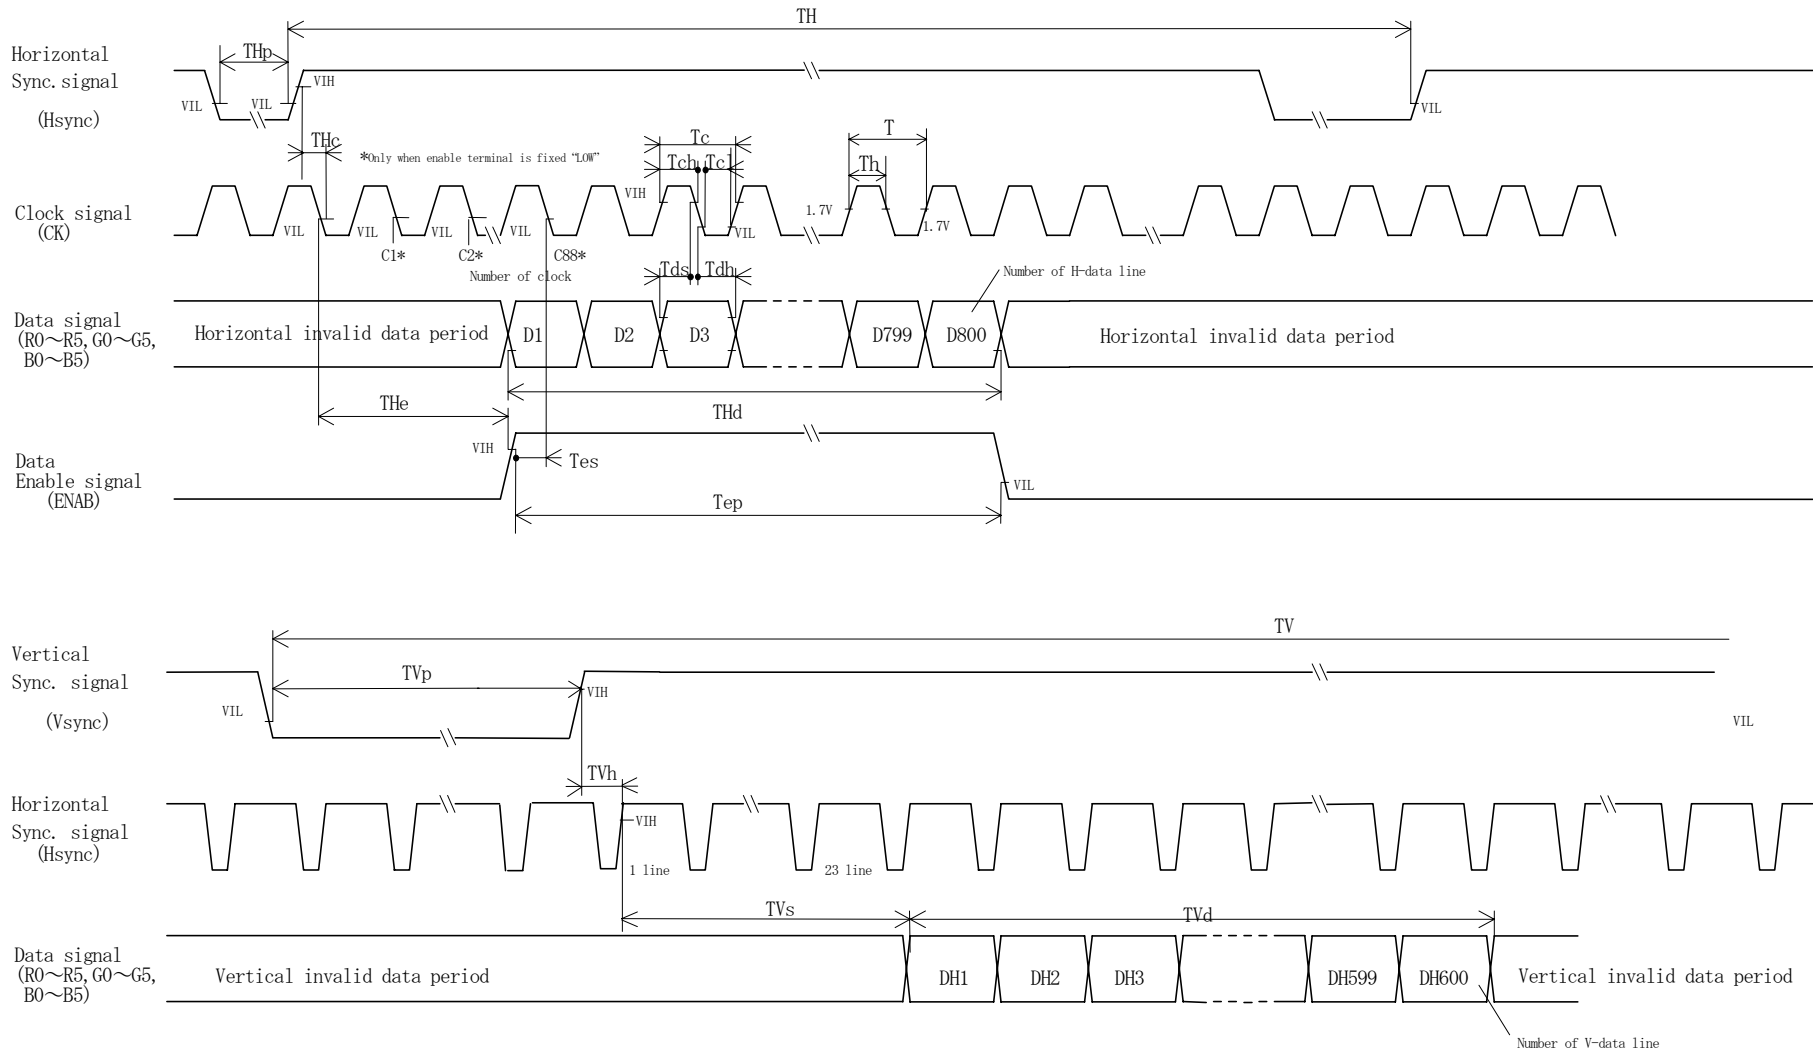 TH
Horizontal
THp
Sync.signal
VIH
VIL
VIL
VIL
(Hsync)
THc
*Only when enable terminal is fixed “LOW”
Tc
T
Tch
Tcl
Th
VIH
Clock signal
(CK)
1.7V
1.7V
VIL
VIL
VIL
VIL
VIL
C1*
C2*
C88*
Number of clock
Tds
Tdh
Number of H-data line
Data signal
(R0～R5,G0～G5,
B0～B5)
Horizontal invalid data period
D1
D2
D3
D799
D800
Horizontal invalid data period
THe
THd
VIH
Data
Enable signal
(ENAB)
Tes
VIL
Tep
TV
Vertical
Sync. signal
(Vsync)
TVp
VIH
VIL
VIL
TVh
Horizontal
Sync. signal
(Hsync)
VIH
1 line
23 line
TVs
TVd
Data signal
(R0～R5,G0～G5,
B0～B5)
Vertical invalid data period
DH1
DH2
DH3
DH599
DH600
Vertical invalid data period
Number of V-data line